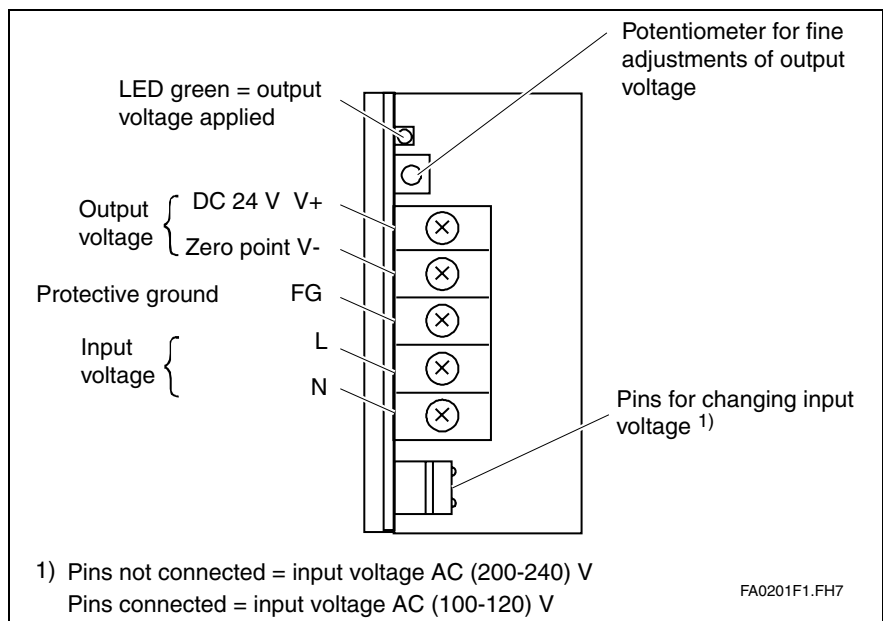 Potentiometer for fine
adjustments of output
voltage
LED green = output
voltage applied
Output
voltage
DC 24 V V+
Zero point V-
Protective ground FG
Input
voltage
L
N
Pins for changing input
voltage 1)
1) Pins not connected = input voltage AC (200-240) V
Pins connected = input voltage AC (100-120) V
FA0201F1.FH7